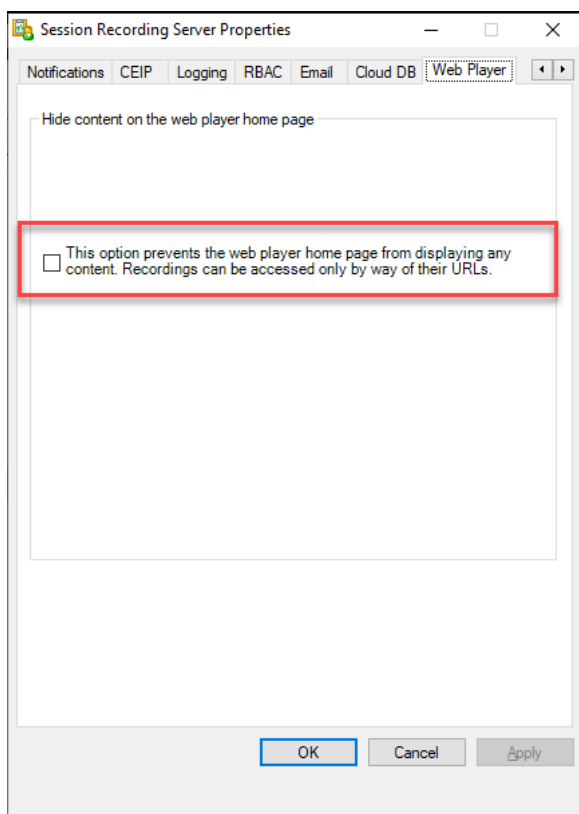 Session Recording Server Properties
Notifications CEIP Logging RBAC Email Cloud DB Web Player
Hide content on the web player home page
This option prevents the web player home page from displaying any
content. Recordings can be accessed only by way of their URLs.
OK Cancel Apply